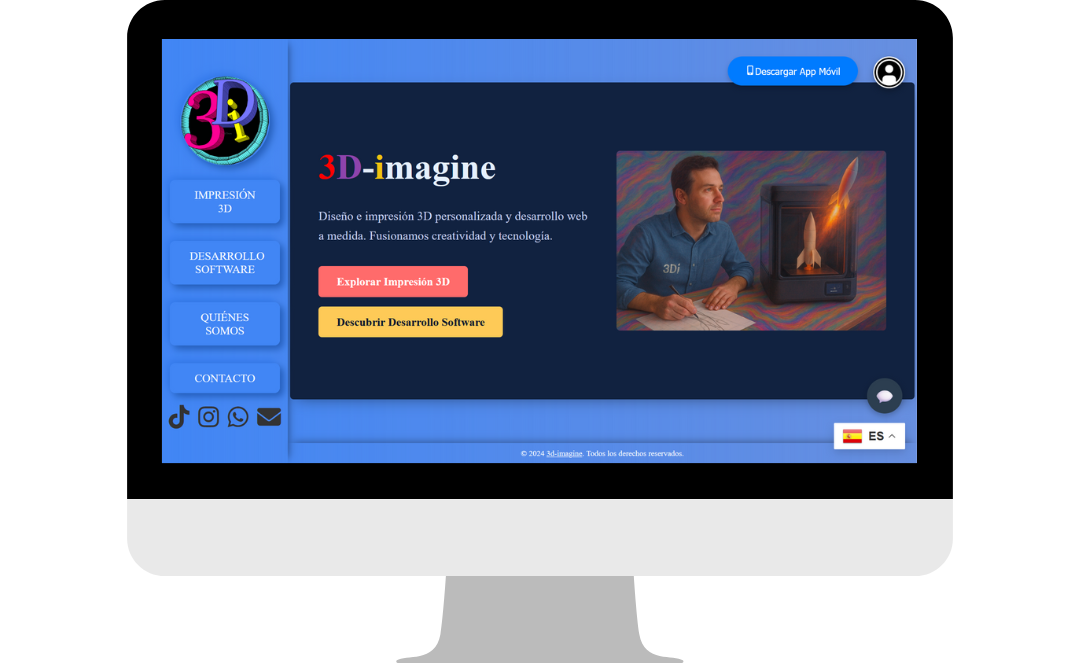 3Di
IMPRESIÓN
3D
DESARROLLO
SOFTWARE
QUIÉNES
SOMOS
CONTACTO
Descargar App Móvil
3D-imagine
Diseño e impresión 3D personalizada y desarrollo web
a medida. Fusionamos creatividad y tecnología.
Explorar Impresión 3D
Descubrir Desarrollo Software
3Di
ES
© 2024 3d-imagine. Todos los derechos reservados.